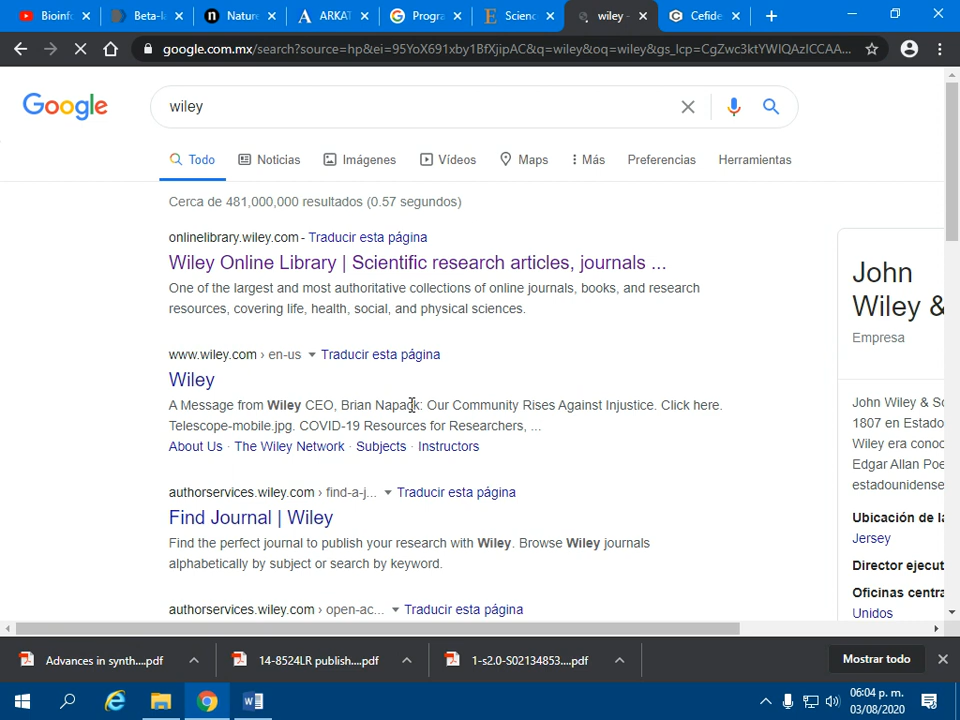 Bioinf
Beta-la
Nature
ARKAT
Progra
Scienc
wiley -
Cefide
google.com.mx/search?source=hp&ei=95YoX691xby1BfXjipAC&q=wiley&oq=wiley&gs_lcp=CgZwc3ktYWIQAzICCAA...
Google
wiley
Todo
Noticias
Imágenes
Vídeos
Maps
Más
Preferencias
Herramientas
Cerca de 481,000,000 resultados (0.57 segundos)
onlinelibrary.wiley.com - Traducir esta página
Wiley Online Library | Scientific research articles, journals ...
One of the largest and most authoritative collections of online journals, books, and research
resources, covering life, health, social, and physical sciences.
www.wiley.com › en-us Traducir esta página
Wiley
A Message from Wiley CEO, Brian Napack: Our Community Rises Against Injustice. Click here.
Telescope-mobile.jpg. COVID-19 Resources for Researchers, ...
About Us · The Wiley Network · Subjects · Instructors
authorservices.wiley.com › find-a-j... Traducir esta página
Find Journal | Wiley
Find the perfect journal to publish your research with Wiley. Browse Wiley journals
alphabetically by subject or search by keyword.
authorservices.wiley.com › open-ac... Traducir esta página
John
Wiley &
Empresa
John Wiley & So
1807 en Estado
Wiley era conoc
Edgar Allan Poe
estadounidense
Ubicación de la
Jersey
Director ejecut
Oficinas centra
Unidos
Advances in synth....pdf
14-8524LR publish....pdf
1-s2.0-S02134853....pdf
Mostrar todo
06:04 p. m.
03/08/2020